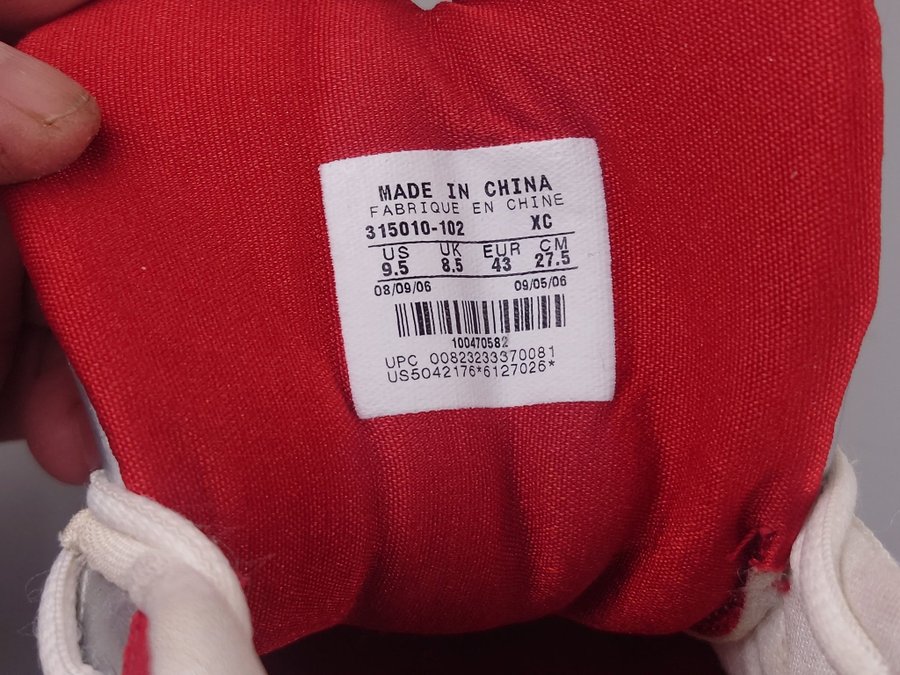 MADE IN CHINA
FABRIQUE EN CHINE
315010-102 XC
US UK EUR CM
9.5 8.5 43 27.5
08/09/06 09/05/06
100470582
UPC 00823233370081
US5042176*6127026*